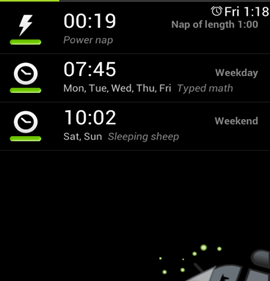 Fri 1:18
00:19
Nap of length 1:00
Power nap
07:45
Weekday
Mon, Tue, Wed, Thu, Fri Typed math
10:02
Weekend
Sat, Sun Sleeping sheep